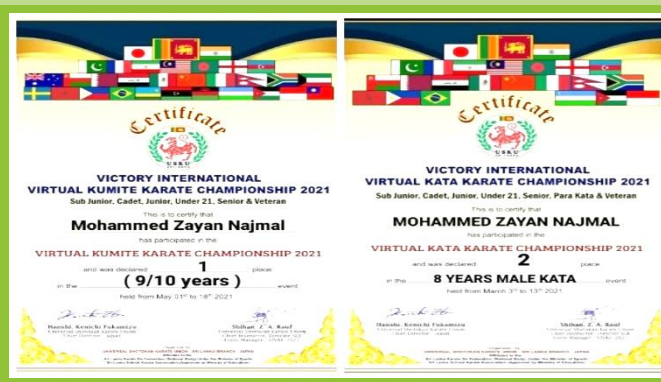 Certificate
USKU
VICTORY INTERNATIONAL
VIRTUAL KUMITE KARATE CHAMPIONSHIP 2021
Sub Junior, Cadet, Junior, Under 21, Senior & Veteran
This is to certify that
Mohammed Zayan Najmal
has participated in the
VIRTUAL KUMITE KARATE CHAMPIONSHIP 2021
and was declared 1 place
in the ( 9/10 years ) event
held from May 01st to 18th 2021
Hanshi. Kenichi Fukamizu
Shihan. Z. A. Rauf
Certificate
USKU
VICTORY INTERNATIONAL
VIRTUAL KATA KARATE CHAMPIONSHIP 2021
Sub Junior, Cadet, Junior, Under 21, Senior, Para Kata & Veteran
This is to certify that
MOHAMMED ZAYAN NAJMAL
has participated in the
VIRTUAL KATA KARATE CHAMPIONSHIP 2021
and was declared 2 place
in the 8 YEARS MALE KATA event
held from March 3rd to 13th 2021
Hanshi. Kenichi Fukamizu
Shihan. Z. A. Rauf